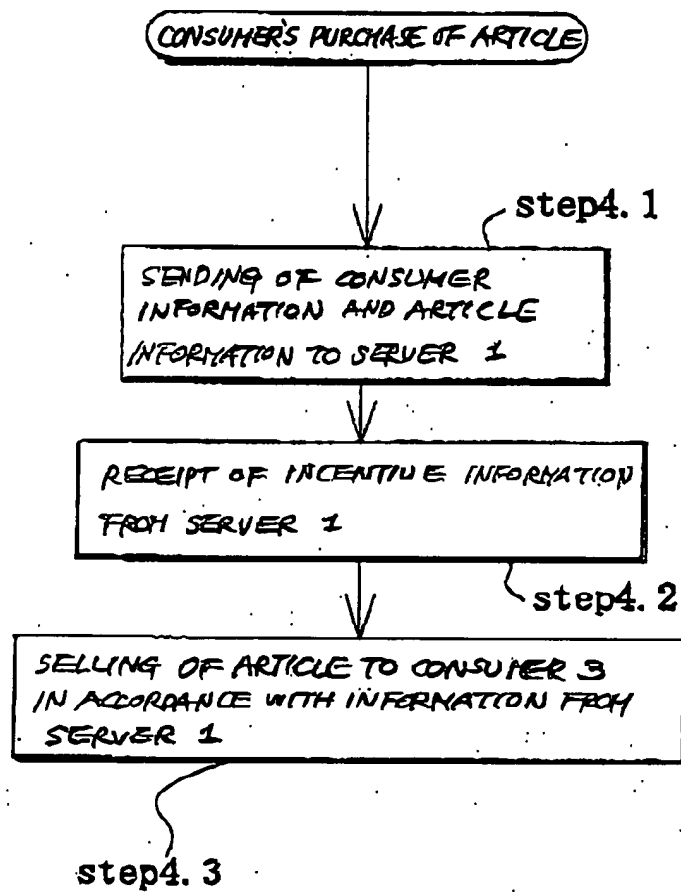 CONSUMER'S PURCHASE OF ARTICLE
step4.1
SENDING OF CONSUMER
INFORMATION AND ARTICLE
INFORMATION TO SERVER 1
RECEIPT OF INCENTIVE INFORMATION
FROM SERVER 1
step4.2
SELLING OF ARTICLE TO CONSUMER 3
IN ACCORDANCE WITH INFORMATION FROM
SERVER 1
step4.3